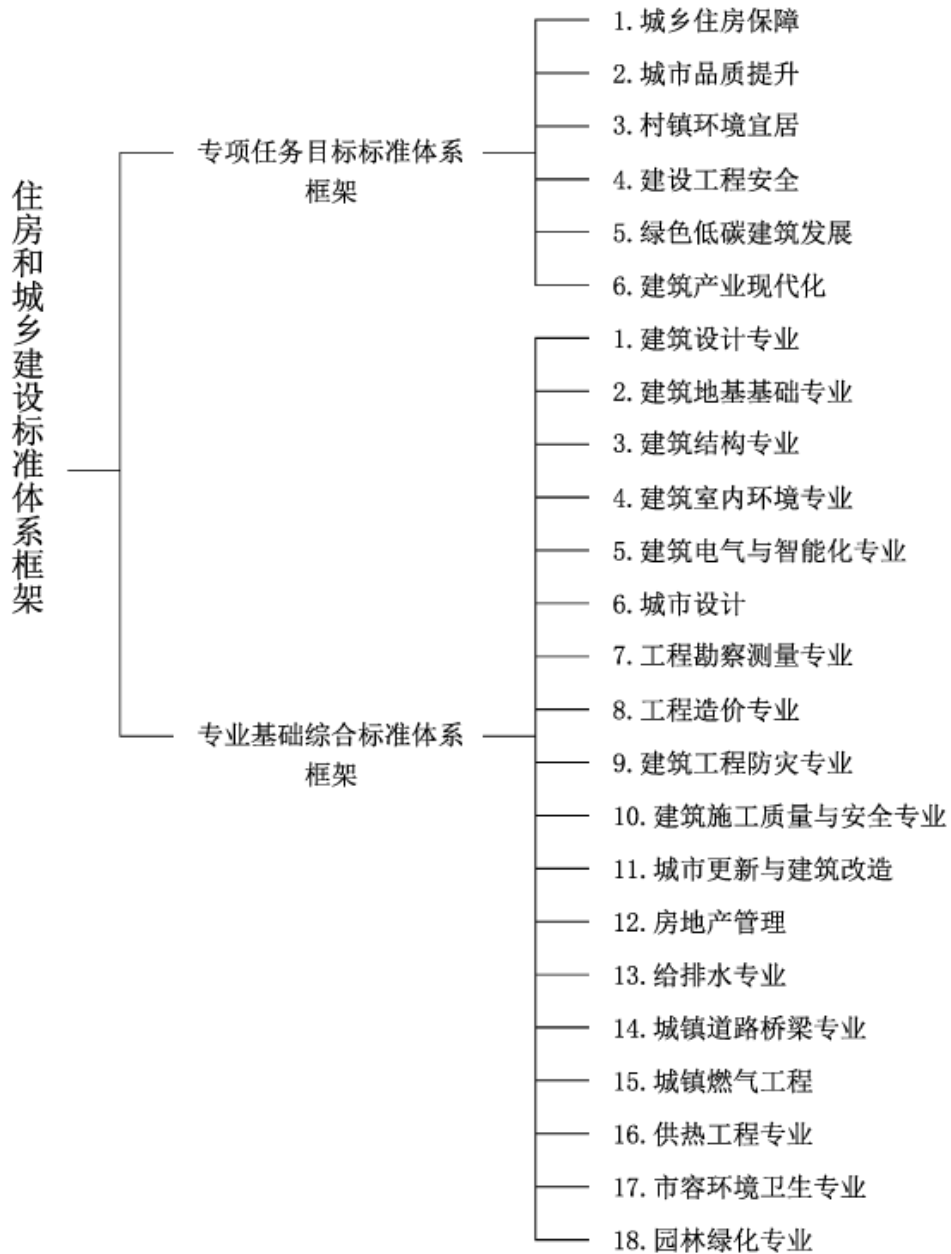 住房和城乡建设标准体系框架
专项任务目标标准体系
框架
1. 城乡住房保障
2. 城市品质提升
3. 村镇环境宜居
4. 建设工程安全
5. 绿色低碳建筑发展
6. 建筑产业现代化
专业基础综合标准体系
框架
1. 建筑设计专业
2. 建筑地基基础专业
3. 建筑结构专业
4. 建筑室内环境专业
5. 建筑电气与智能化专业
6. 城市设计
7. 工程勘察测量专业
8. 工程造价专业
9. 建筑工程防灾专业
10. 建筑施工质量与安全专业
11. 城市更新与建筑改造
12. 房地产管理
13. 给排水专业
14. 城镇道路桥梁专业
15. 城镇燃气工程
16. 供热工程专业
17. 市容环境卫生专业
18. 园林绿化专业